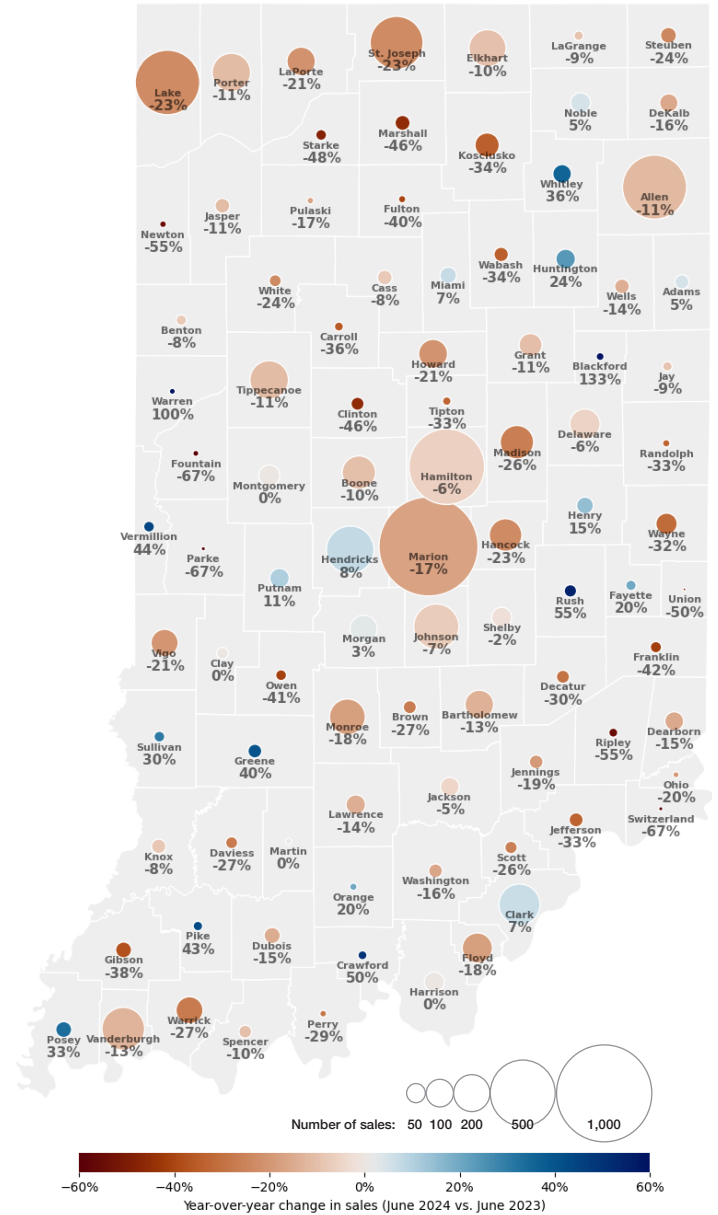 Lake
-23%
Porter
-11%
LaPorte
-21%
St. Joseph
-23%
Elkhart
-10%
LaGrange
-9%
Steuben
-24%
Starke
-48%
Marshall
-46%
Kosciusko
-34%
Noble
5%
DeKalb
-16%
Newton
-55%
Jasper
-11%
Pulaski
-17%
Fulton
-40%
Whitley
36%
Allen
-11%
White
-24%
Cass
-8%
Miami
7%
Wabash
-34%
Huntington
24%
Wells
-14%
Adams
5%
Benton
-8%
Carroll
-36%
Howard
-21%
Grant
-11%
Blackford
133%
Jay
-9%
Warren
100%
Tippecanoe
-11%
Clinton
-46%
Tipton
-33%
Madison
-26%
Delaware
-6%
Randolph
-33%
Fountain
-67%
Montgomery
0%
Boone
-10%
Hamilton
-6%
Vermillion
44%
Parke
-67%
Putnam
11%
Hendricks
8%
Marion
-17%
Hancock
-23%
Henry
15%
Wayne
-32%
Rush
55%
Fayette
20%
Union
-50%
Vigo
-21%
Clay
0%
Owen
-41%
Morgan
3%
Johnson
-7%
Shelby
-2%
Decatur
-30%
Franklin
-42%
Sullivan
30%
Greene
40%
Monroe
-18%
Brown
-27%
Bartholomew
-13%
Jennings
-19%
Ripley
-55%
Dearborn
-15%
Ohio
-20%
Switzerland
-67%
Knox
-8%
Daviess
-27%
Martin
0%
Lawrence
-14%
Jackson
-5%
Jefferson
-33%
Scott
-26%
Orange
20%
Washington
-16%
Clark
7%
Gibson
-38%
Pike
43%
Dubois
-15%
Crawford
50%
Harrison
0%
Floyd
-18%
Posey
33%
Vanderburgh
-13%
Warrick
-27%
Spencer
-10%
Perry
-29%
Number of sales: 50 100 200 500 1,000
−60% −40% −20% 0% 20% 40% 60%
Year-over-year change in sales (June 2024 vs. June 2023)